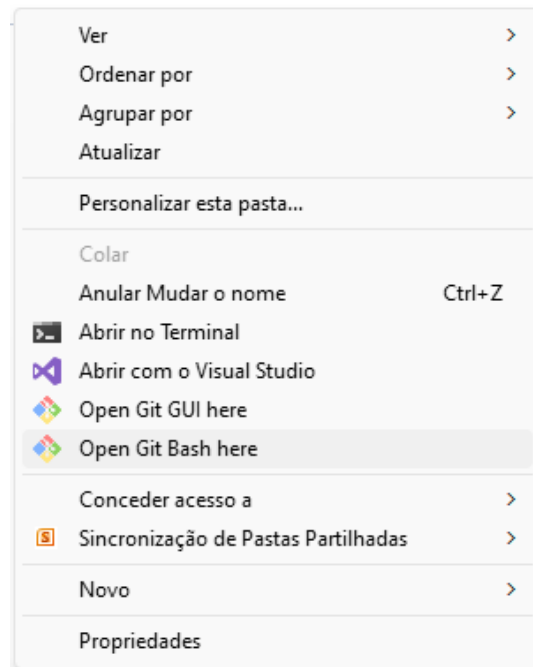 Ver
Ordenar por
Agrupar por
Atualizar
Personalizar esta pasta...
Colar
Anular Mudar o nome Ctrl+Z
Abrir no Terminal
Abrir com o Visual Studio
Open Git GUI here
Open Git Bash here
Conceder acesso a
Sincronização de Pastas Partilhadas
Novo
Propriedades